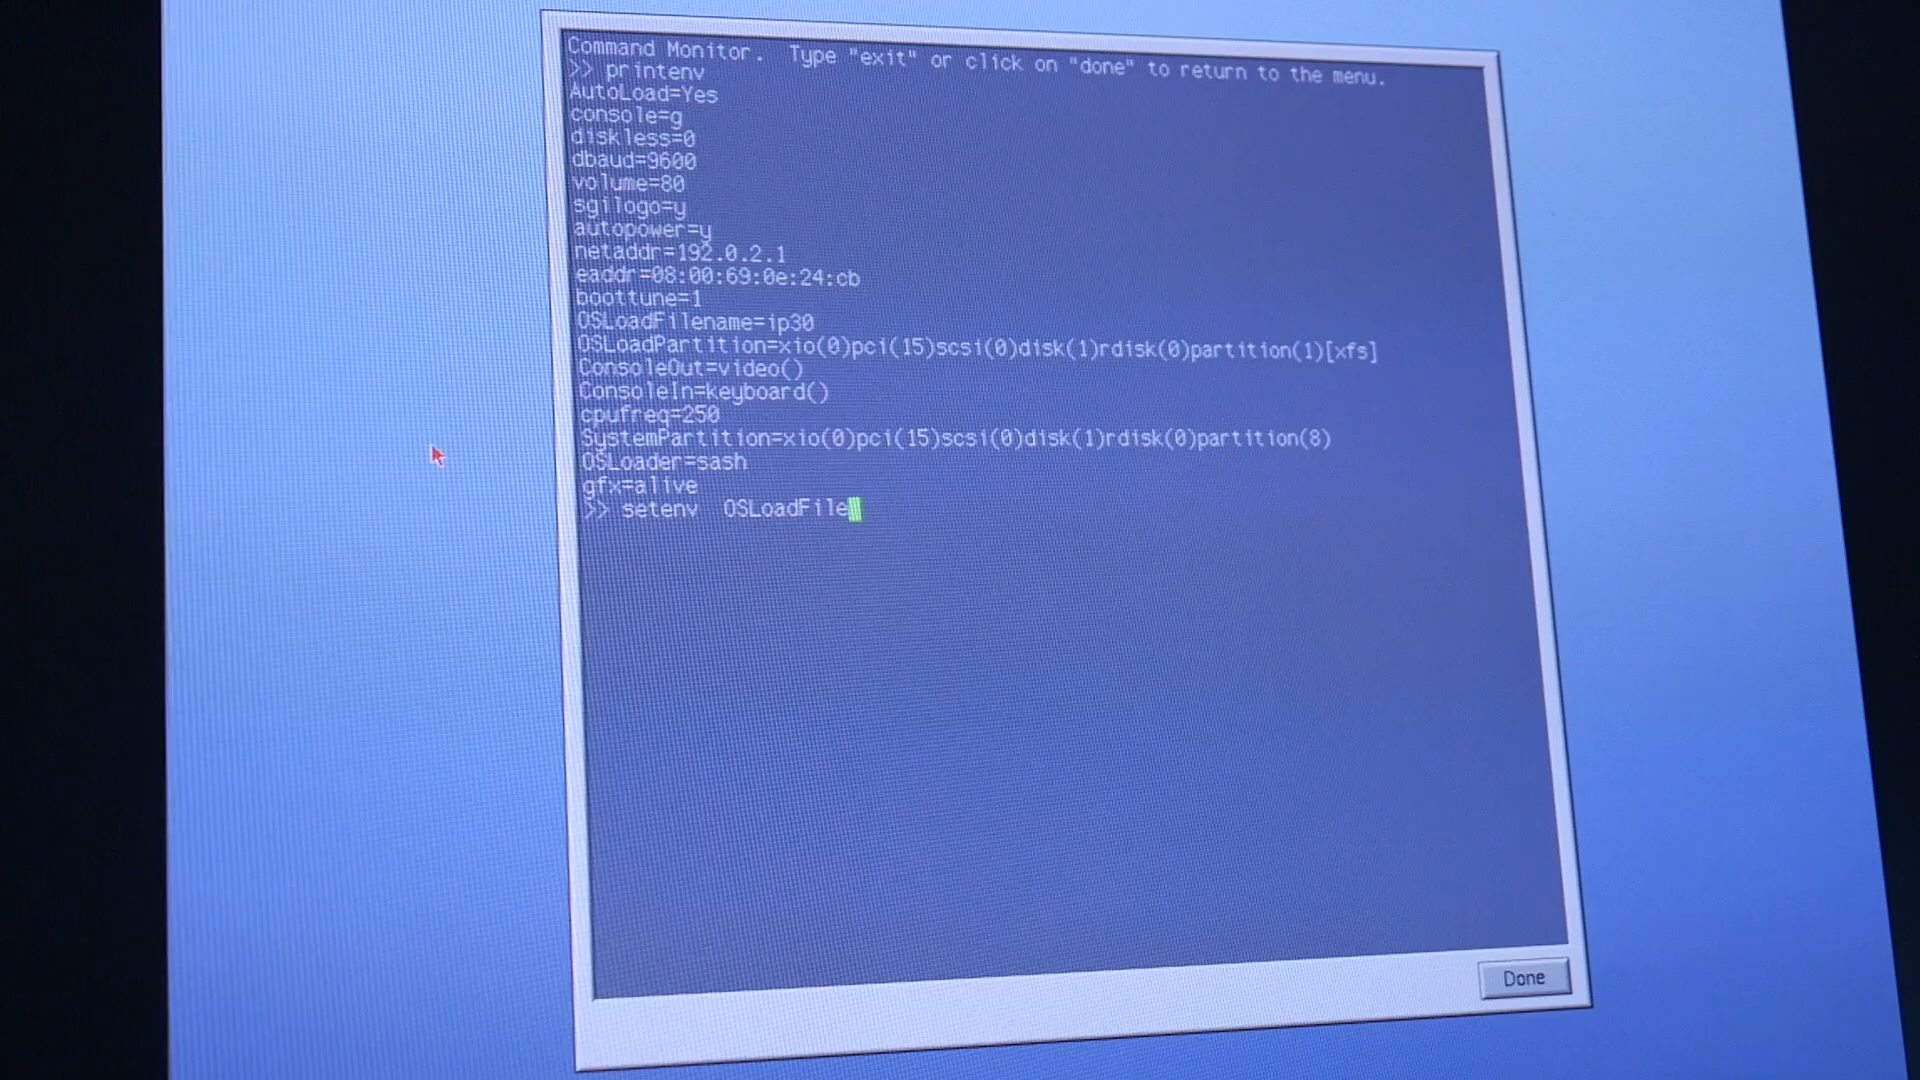 Command Monitor.  Type "exit" or click on "done" to return to the menu.
>> printenv
AutoLoad=Yes
console=g
diskless=0
dbaud=9600
volume=80
sgilogo=y
autopower=y
netaddr=192.0.2.1
eaddr=08:00:69:0e:24:cb
boottune=1
OSLoadFilename=ip30
OSLoadPartition=xio(0)pci(15)scsi(0)disk(1)rdisk(0)partition(1)[xfs]
ConsoleOut=video()
ConsoleIn=keyboard()
cpufreq=250
SystemPartition=xio(0)pci(15)scsi(0)disk(1)rdisk(0)partition(8)
OSLoader=sash
gfx=alive
>> setenv  OSLoadFile
Done